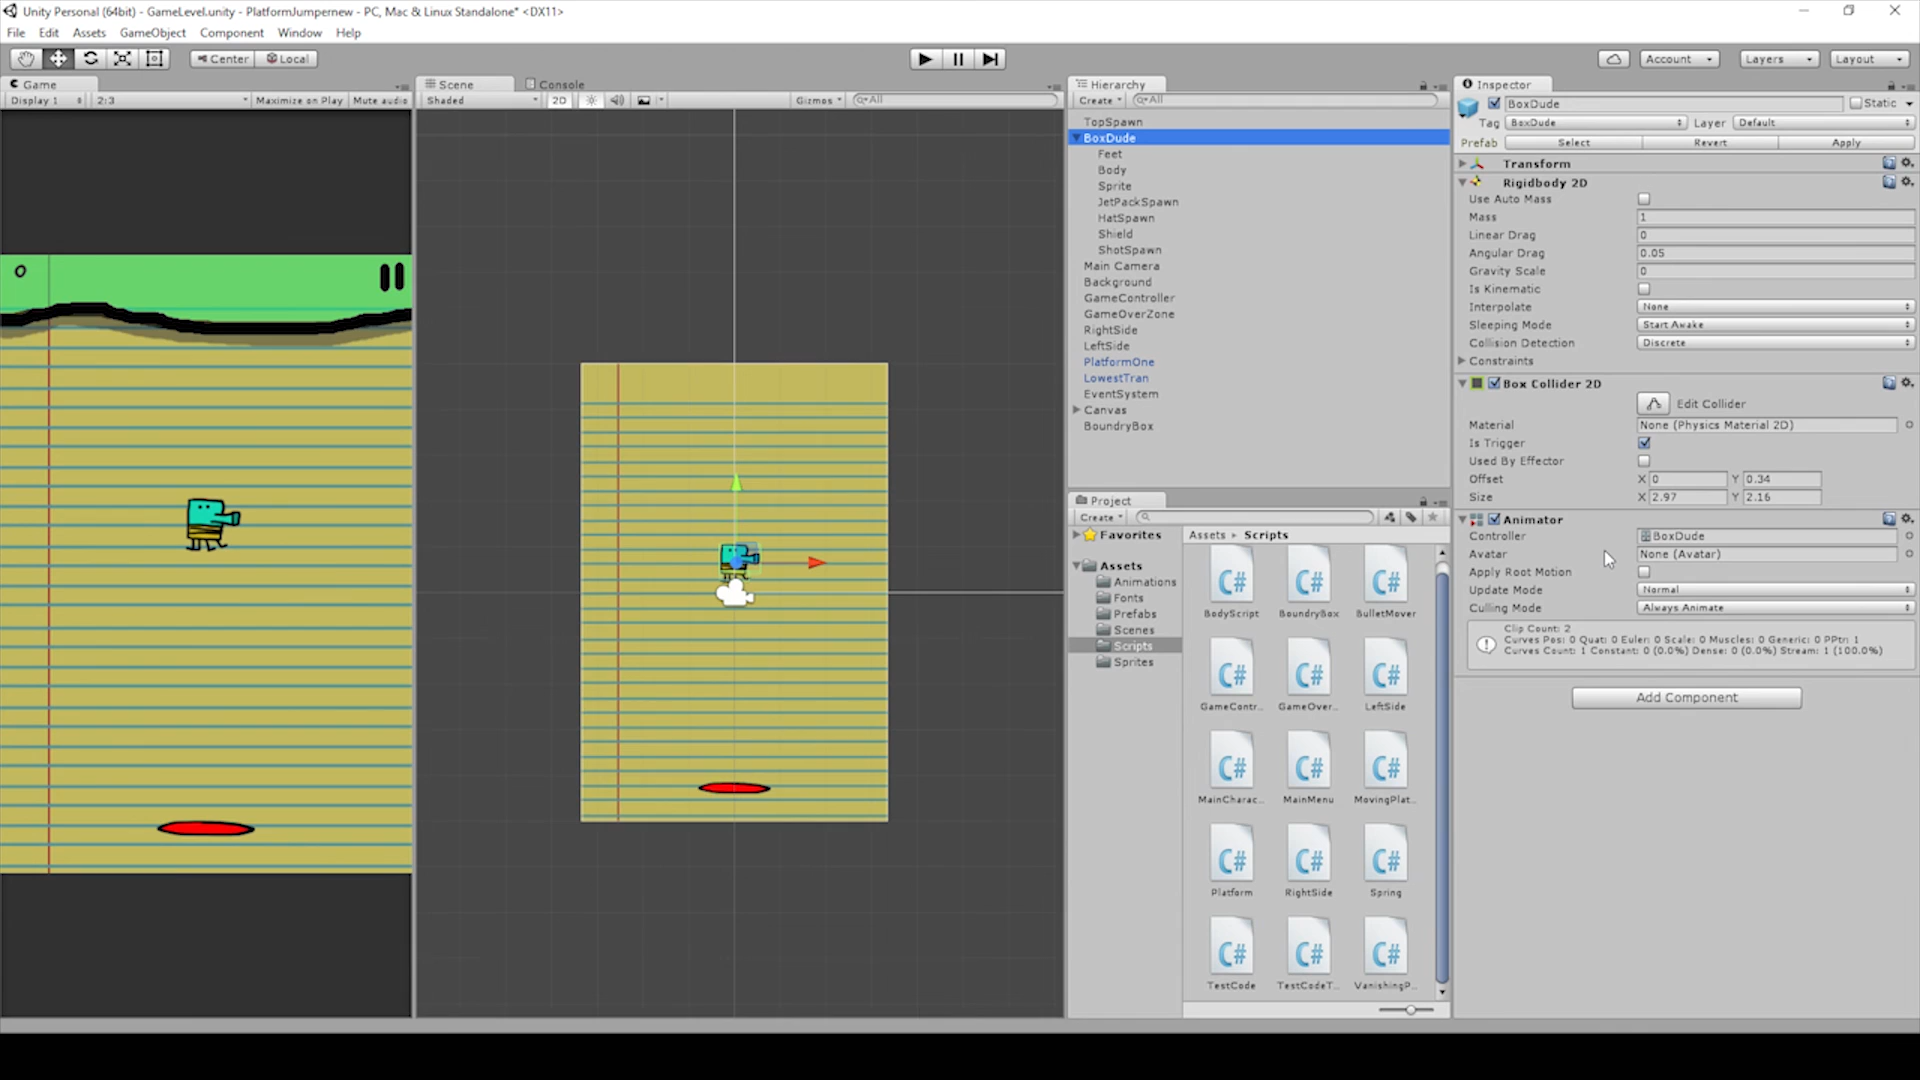 Unity Personal (64bit) - GameLevel.unity - PlatformJumpernew - PC, Mac & Linux Standalone* <DX11>
File Edit Assets GameObject Component Window Help
Center Local Account Layers Layout
Game
Display 1 2:3 Maximize on Play Mute audio
0
Scene Console
Shaded 2D Gizmos All
Hierarchy
Create All
TopSpawn
BoxDude
Feet
Body
Sprite
JetPackSpawn
HatSpawn
Shield
ShotSpawn
Main Camera
Background
GameController
GameOverZone
RightSide
LeftSide
PlatformOne
LowestTran
EventSystem
Canvas
BoundryBox
Project
Create
Favorites
Assets
Animations
Fonts
Prefabs
Scenes
Scripts
Sprites
Assets Scripts
C# C# C#
BodyScript BoundryBox BulletMover
C# C# C#
GameContr... GameOver... LeftSide
C# C# C#
MainCharac... MainMenu MovingPlat...
C# C# C#
Platform RightSide Spring
C# C# C#
TestCode TestCodeT... VanishingP...
Inspector
BoxDude Static
Tag BoxDude Layer Default
Prefab Select Revert Apply
Transform
Rigidbody 2D
Use Auto Mass
Mass 1
Linear Drag 0
Angular Drag 0.05
Gravity Scale 0
Is Kinematic
Interpolate None
Sleeping Mode Start Awake
Collision Detection Discrete
Constraints
Box Collider 2D
Edit Collider
Material None (Physics Material 2D)
Is Trigger
Used By Effector
Offset X 0 Y 0.34
Size X 2.97 Y 2.16
Animator
Controller BoxDude
Avatar None (Avatar)
Apply Root Motion
Update Mode Normal
Culling Mode Always Animate
Clip Count: 2
Curves Pos: 0 Quat: 0 Euler: 0 Scale: 0 Muscles: 0 Generic: 0 PPtr: 1
Curves Count: 1 Constant: 0 (0.0%) Dense: 0 (0.0%) Stream: 1 (100.0%)
Add Component